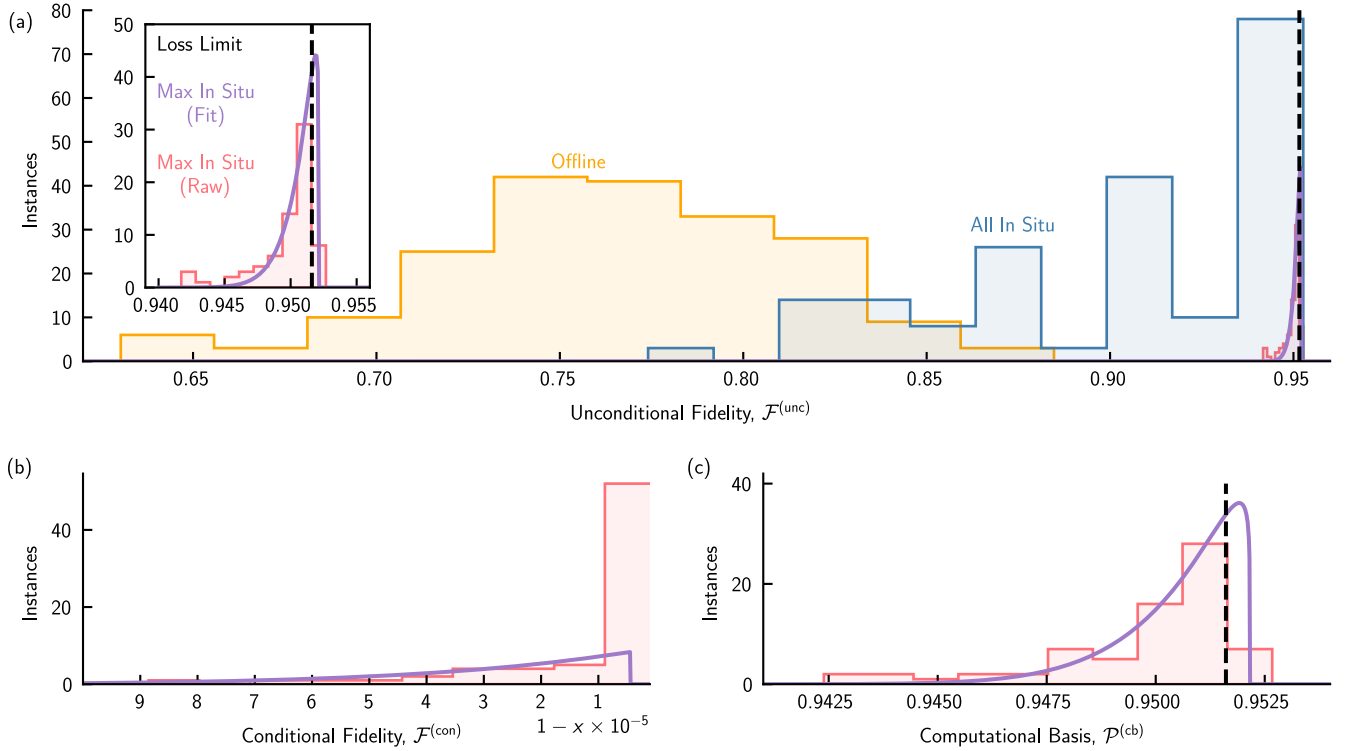 (a)
80
70
60
50
40
30
20
10
0
Instances
50
40
30
20
10
0
Loss Limit
Max In Situ
(Fit)
Max In Situ
(Raw)
0.940
0.945
0.950
0.955
Offline
All In Situ
0.65
0.70
0.75
0.80
0.85
0.90
0.95
Unconditional Fidelity, ℱ(unc)
(b)
40
20
0
Instances
9
8
7
6
5
4
3
2
1
1 − x × 10⁻⁵
Conditional Fidelity, ℱ(con)
(c)
40
20
0
Instances
0.9425
0.9450
0.9475
0.9500
0.9525
Computational Basis, 𝒫(cb)